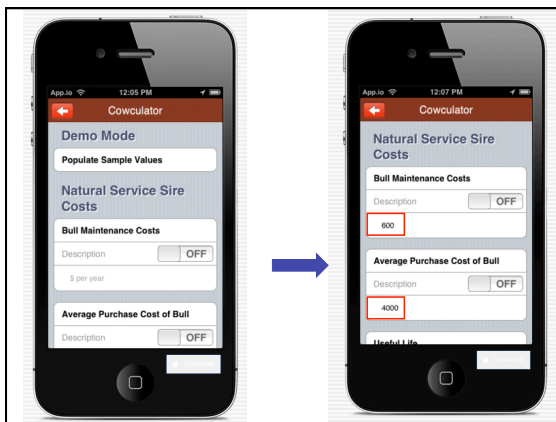 App.io 12:05 PM
Cowculator
Demo Mode
Populate Sample Values
Natural Service Sire
Costs
Bull Maintenance Costs
Description OFF
$ per year
Average Purchase Cost of Bull
Description OFF
App.io 12:07 PM
Cowculator
Natural Service Sire
Costs
Bull Maintenance Costs
Description OFF
600
Average Purchase Cost of Bull
Description OFF
4000
Useful Life